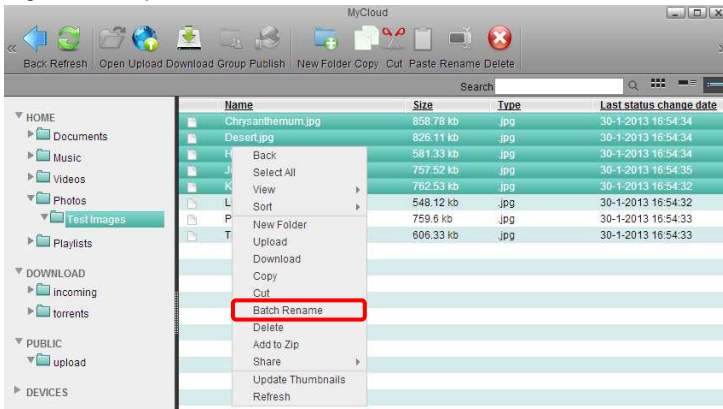 MyCloud
Back Refresh Open Upload Download Group Publish New Folder Copy Cut Paste Rename Delete
Search
Name Size Type Last status change date
HOME
Documents
Music
Videos
Photos
Test Images
Playlists
DOWNLOAD
incoming
torrents
PUBLIC
upload
DEVICES
Chrysanthemum.jpg 858.78 kb .jpg 30-1-2013 16:54:34
Desert.jpg 826.11 kb .jpg 30-1-2013 16:54:34
H 581.33 kb .jpg 30-1-2013 16:54:34
J 757.52 kb .jpg 30-1-2013 16:54:35
K 762.53 kb .jpg 30-1-2013 16:54:32
L 548.12 kb .jpg 30-1-2013 16:54:32
P 759.6 kb .jpg 30-1-2013 16:54:33
T 606.33 kb .jpg 30-1-2013 16:54:33
Back
Select All
View
Sort
New Folder
Upload
Download
Copy
Cut
Batch Rename
Delete
Add to Zip
Share
Update Thumbnails
Refresh